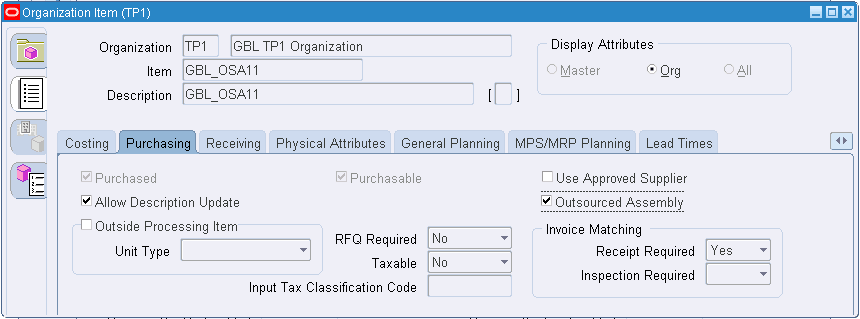 Organization Item (TP1)
Organization TP1 GBL TP1 Organization
Display Attributes
Item GBL_OSA11
Master Org All
Description GBL_OSA11 [ ]
Costing Purchasing Receiving Physical Attributes General Planning MPS/MRP Planning Lead Times
Purchased Purchasable Use Approved Supplier
Allow Description Update Outsourced Assembly
Outside Processing Item
Unit Type
RFQ Required No
Taxable No
Input Tax Classification Code
Invoice Matching
Receipt Required Yes
Inspection Required